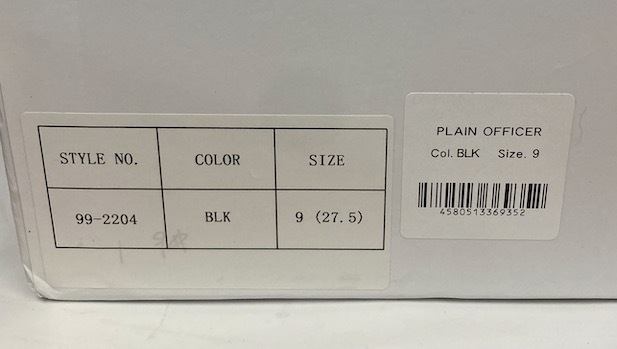 STYLE NO. COLOR SIZE
99-2204 BLK 9 (27.5)
PLAIN OFFICER
Col. BLK Size. 9
4580513369352